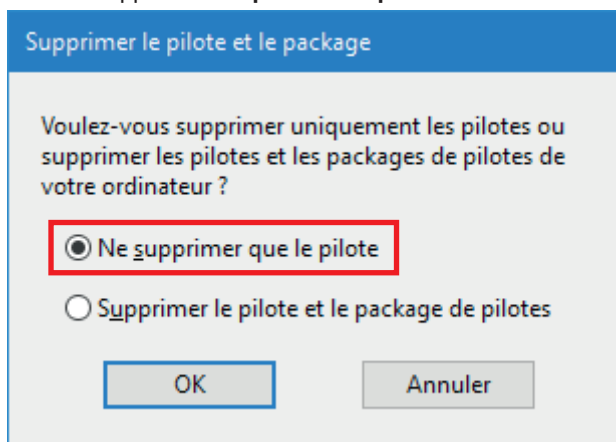 Supprimer le pilote et le package
Voulez-vous supprimer uniquement les pilotes ou
supprimer les pilotes et les packages de pilotes de
votre ordinateur ?
Ne supprimer que le pilote
Supprimer le pilote et le package de pilotes
OK
Annuler